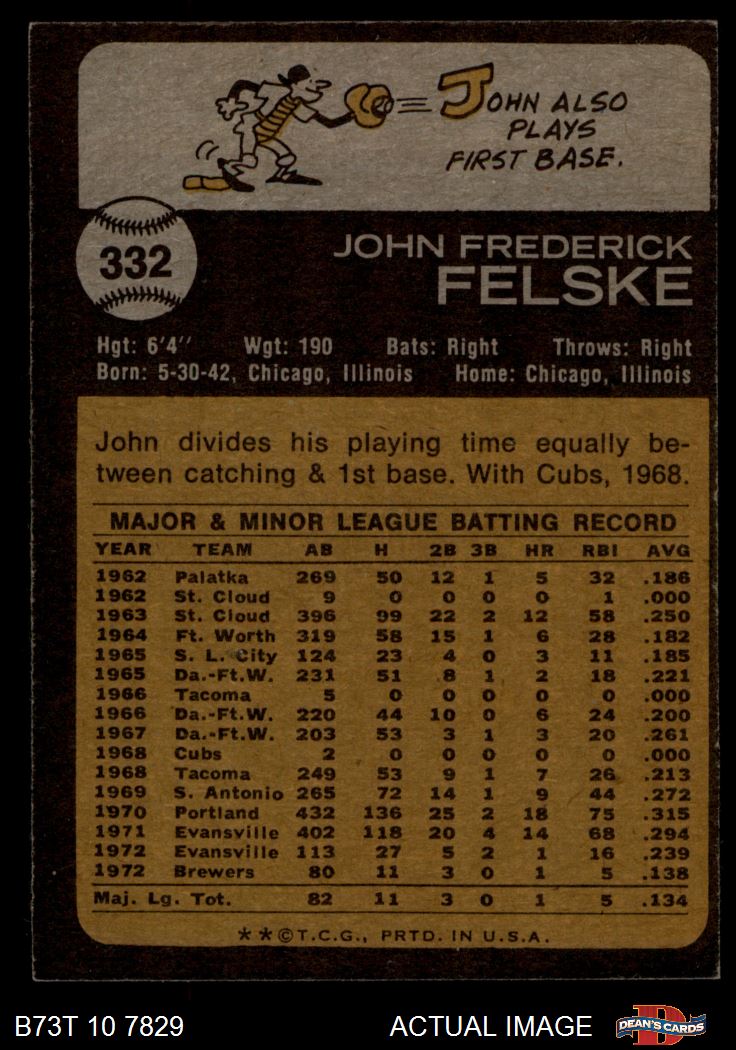 JOHN ALSO
PLAYS
FIRST BASE.
332
JOHN FREDERICK
FELSKE
Hgt: 6'4'' Wgt: 190 Bats: Right Throws: Right
Born: 5-30-42, Chicago, Illinois Home: Chicago, Illinois
John divides his playing time equally be-
tween catching & 1st base. With Cubs, 1968.
MAJOR & MINOR LEAGUE BATTING RECORD
YEAR TEAM AB H 2B 3B HR RBI AVG
1962 Palatka 269 50 12 1 5 32 .186
1962 St. Cloud 9 0 0 0 0 1 .000
1963 St. Cloud 396 99 22 2 12 58 .250
1964 Ft. Worth 319 58 15 1 6 28 .182
1965 S. L. City 124 23 4 0 3 11 .185
1965 Da.-Ft.W. 231 51 8 1 2 18 .221
1966 Tacoma 5 0 0 0 0 0 .000
1966 Da.-Ft.W. 220 44 10 0 6 24 .200
1967 Da.-Ft.W. 203 53 3 1 3 20 .261
1968 Cubs 2 0 0 0 0 0 .000
1968 Tacoma 249 53 9 1 7 26 .213
1969 S. Antonio 265 72 14 1 9 44 .272
1970 Portland 432 136 25 2 18 75 .315
1971 Evansville 402 118 20 4 14 68 .294
1972 Evansville 113 27 5 2 1 16 .239
1972 Brewers 80 11 3 0 1 5 .138
Maj. Lg. Tot. 82 11 3 0 1 5 .134
**©T.C.G., PRTD. IN U.S.A.
B73T 10 7829 ACTUAL IMAGE D DEAN'S CARDS